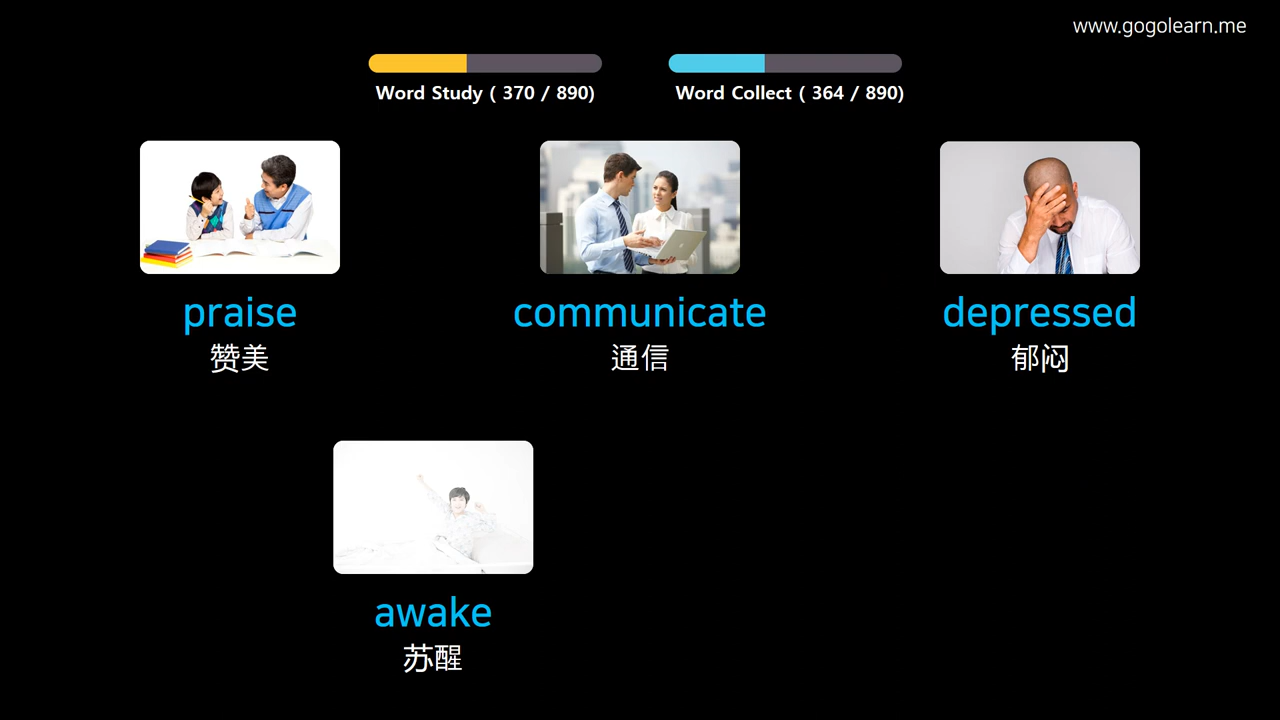 www.gogolearn.me
Word Study ( 370 / 890)
Word Collect ( 364 / 890)
praise
赞美
communicate
通信
depressed
郁闷
awake
苏醒